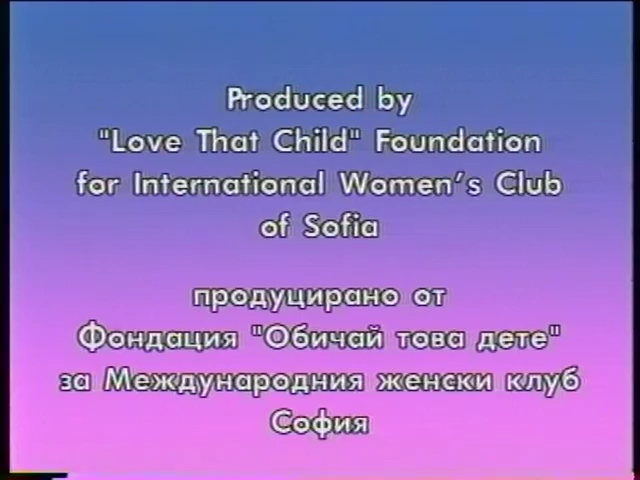 Produced by
"Love That Child" Foundation
for International Women's Club
of Sofia
продуцирано от
Фондация "Обичай това дете"
за Международния женски клуб
София